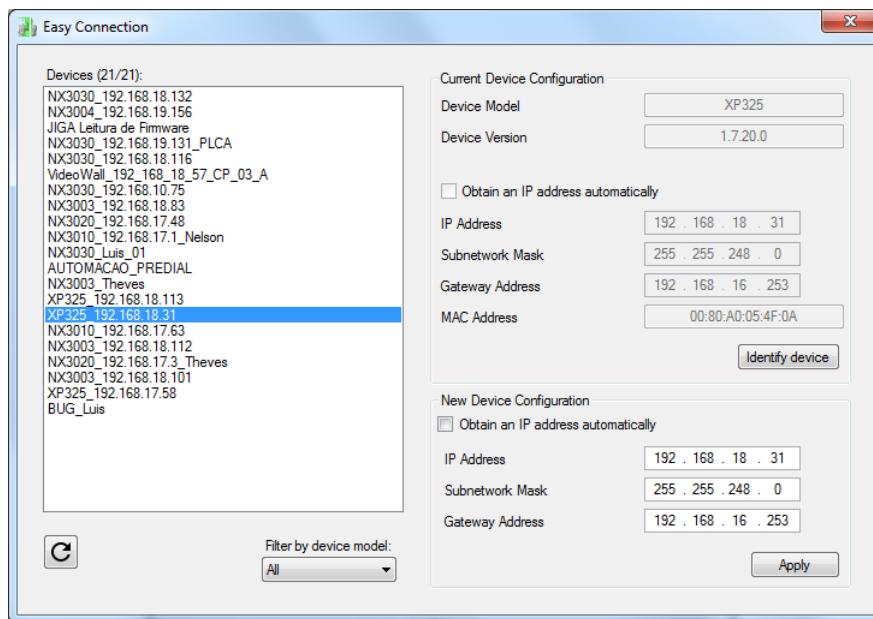 Easy Connection
Devices (21/21):
NX3030_192.168.18.132
NX3004_192.168.19.156
JIGA Leitura de Firmware
NX3030_192.168.19.131_PLCA
NX3030_192.168.18.116
VideoWall_192_168_18_57_CP_03_A
NX3030_192.168.10.75
NX3003_192.168.18.83
NX3020_192.168.17.48
NX3010_192.168.17.1_Nelson
NX3030_Luis_01
AUTOMACAO_PREDIAL
NX3003_Theves
XP325_192.168.18.113
XP325_192.168.18.31
NX3010_192.168.17.63
NX3003_192.168.18.112
NX3020_192.168.17.3_Theves
NX3003_192.168.18.101
XP325_192.168.17.58
BUG_Luis
Filter by device model:
All
Current Device Configuration
Device Model XP325
Device Version 1.7.20.0
Obtain an IP address automatically
IP Address 192 . 168 . 18 . 31
Subnetwork Mask 255 . 255 . 248 . 0
Gateway Address 192 . 168 . 16 . 253
MAC Address 00:80:A0:05:4F:0A
Identify device
New Device Configuration
Obtain an IP address automatically
IP Address 192 . 168 . 18 . 31
Subnetwork Mask 255 . 255 . 248 . 0
Gateway Address 192 . 168 . 16 . 253
Apply